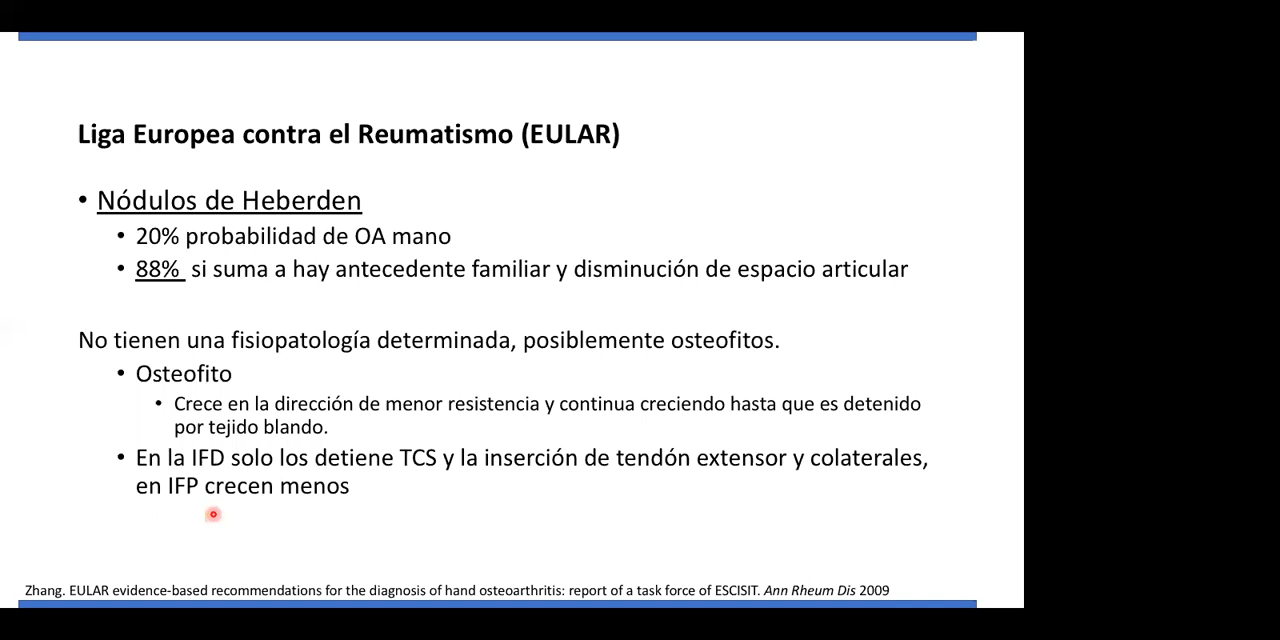 Liga Europea contra el Reumatismo (EULAR)
• Nódulos de Heberden
• 20% probabilidad de OA mano
• 88% si suma a hay antecedente familiar y disminución de espacio articular
No tienen una fisiopatología determinada, posiblemente osteofitos.
• Osteofito
• Crece en la dirección de menor resistencia y continua creciendo hasta que es detenido
por tejido blando.
• En la IFD solo los detiene TCS y la inserción de tendón extensor y colaterales,
en IFP crecen menos
Zhang. EULAR evidence-based recommendations for the diagnosis of hand osteoarthritis: report of a task force of ESCISIT. Ann Rheum Dis 2009